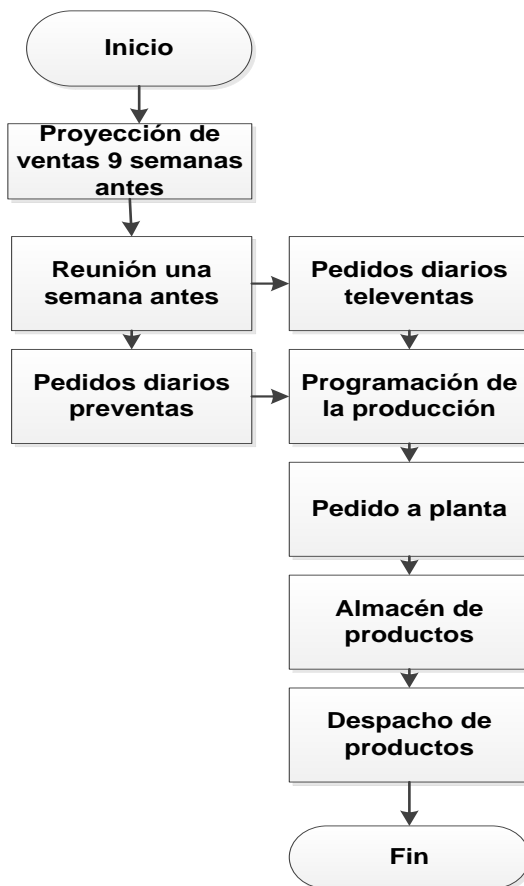 Inicio
Proyección de
ventas 9 semanas
antes
Reunión una
semana antes
Pedidos diarios
televentas
Pedidos diarios
preventas
Programación de
la producción
Pedido a planta
Almacén de
productos
Despacho de
productos
Fin